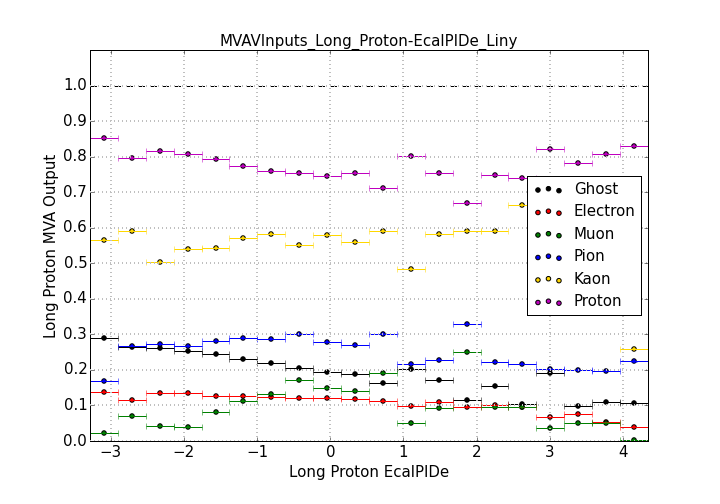 MVAVInputs_Long_Proton-EcalPIDe_Liny
Long Proton MVA Output
1.0
0.9
0.8
0.7
0.6
0.5
0.4
0.3
0.2
0.1
0.0
Ghost
Electron
Muon
Pion
Kaon
Proton
−3 −2 −1 0 1 2 3 4
Long Proton EcalPIDe